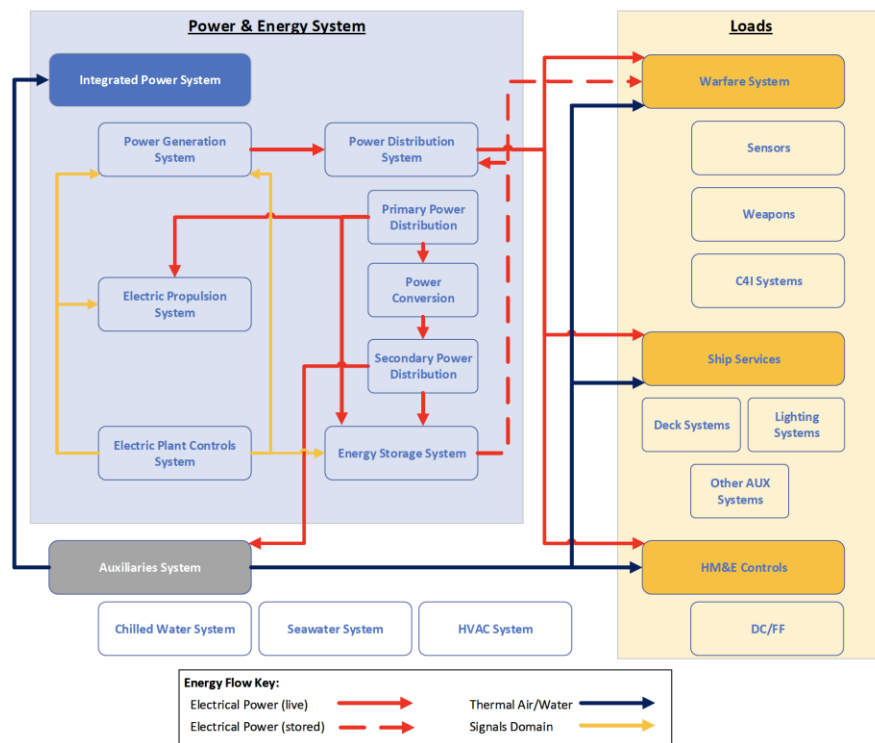 Power & Energy System
Loads
Integrated Power System
Warfare System
Power Generation
System
Power Distribution
System
Sensors
Primary Power
Distribution
Weapons
Electric Propulsion
System
Power
Conversion
C4I Systems
Secondary Power
Distribution
Ship Services
Electric Plant Controls
System
Energy Storage System
Deck Systems
Lighting
Systems
Other AUX
Systems
Auxiliaries System
HM&E Controls
Chilled Water System
Seawater System
HVAC System
DC/FF
Energy Flow Key:
Electrical Power (live)
Thermal Air/Water
Electrical Power (stored)
Signals Domain